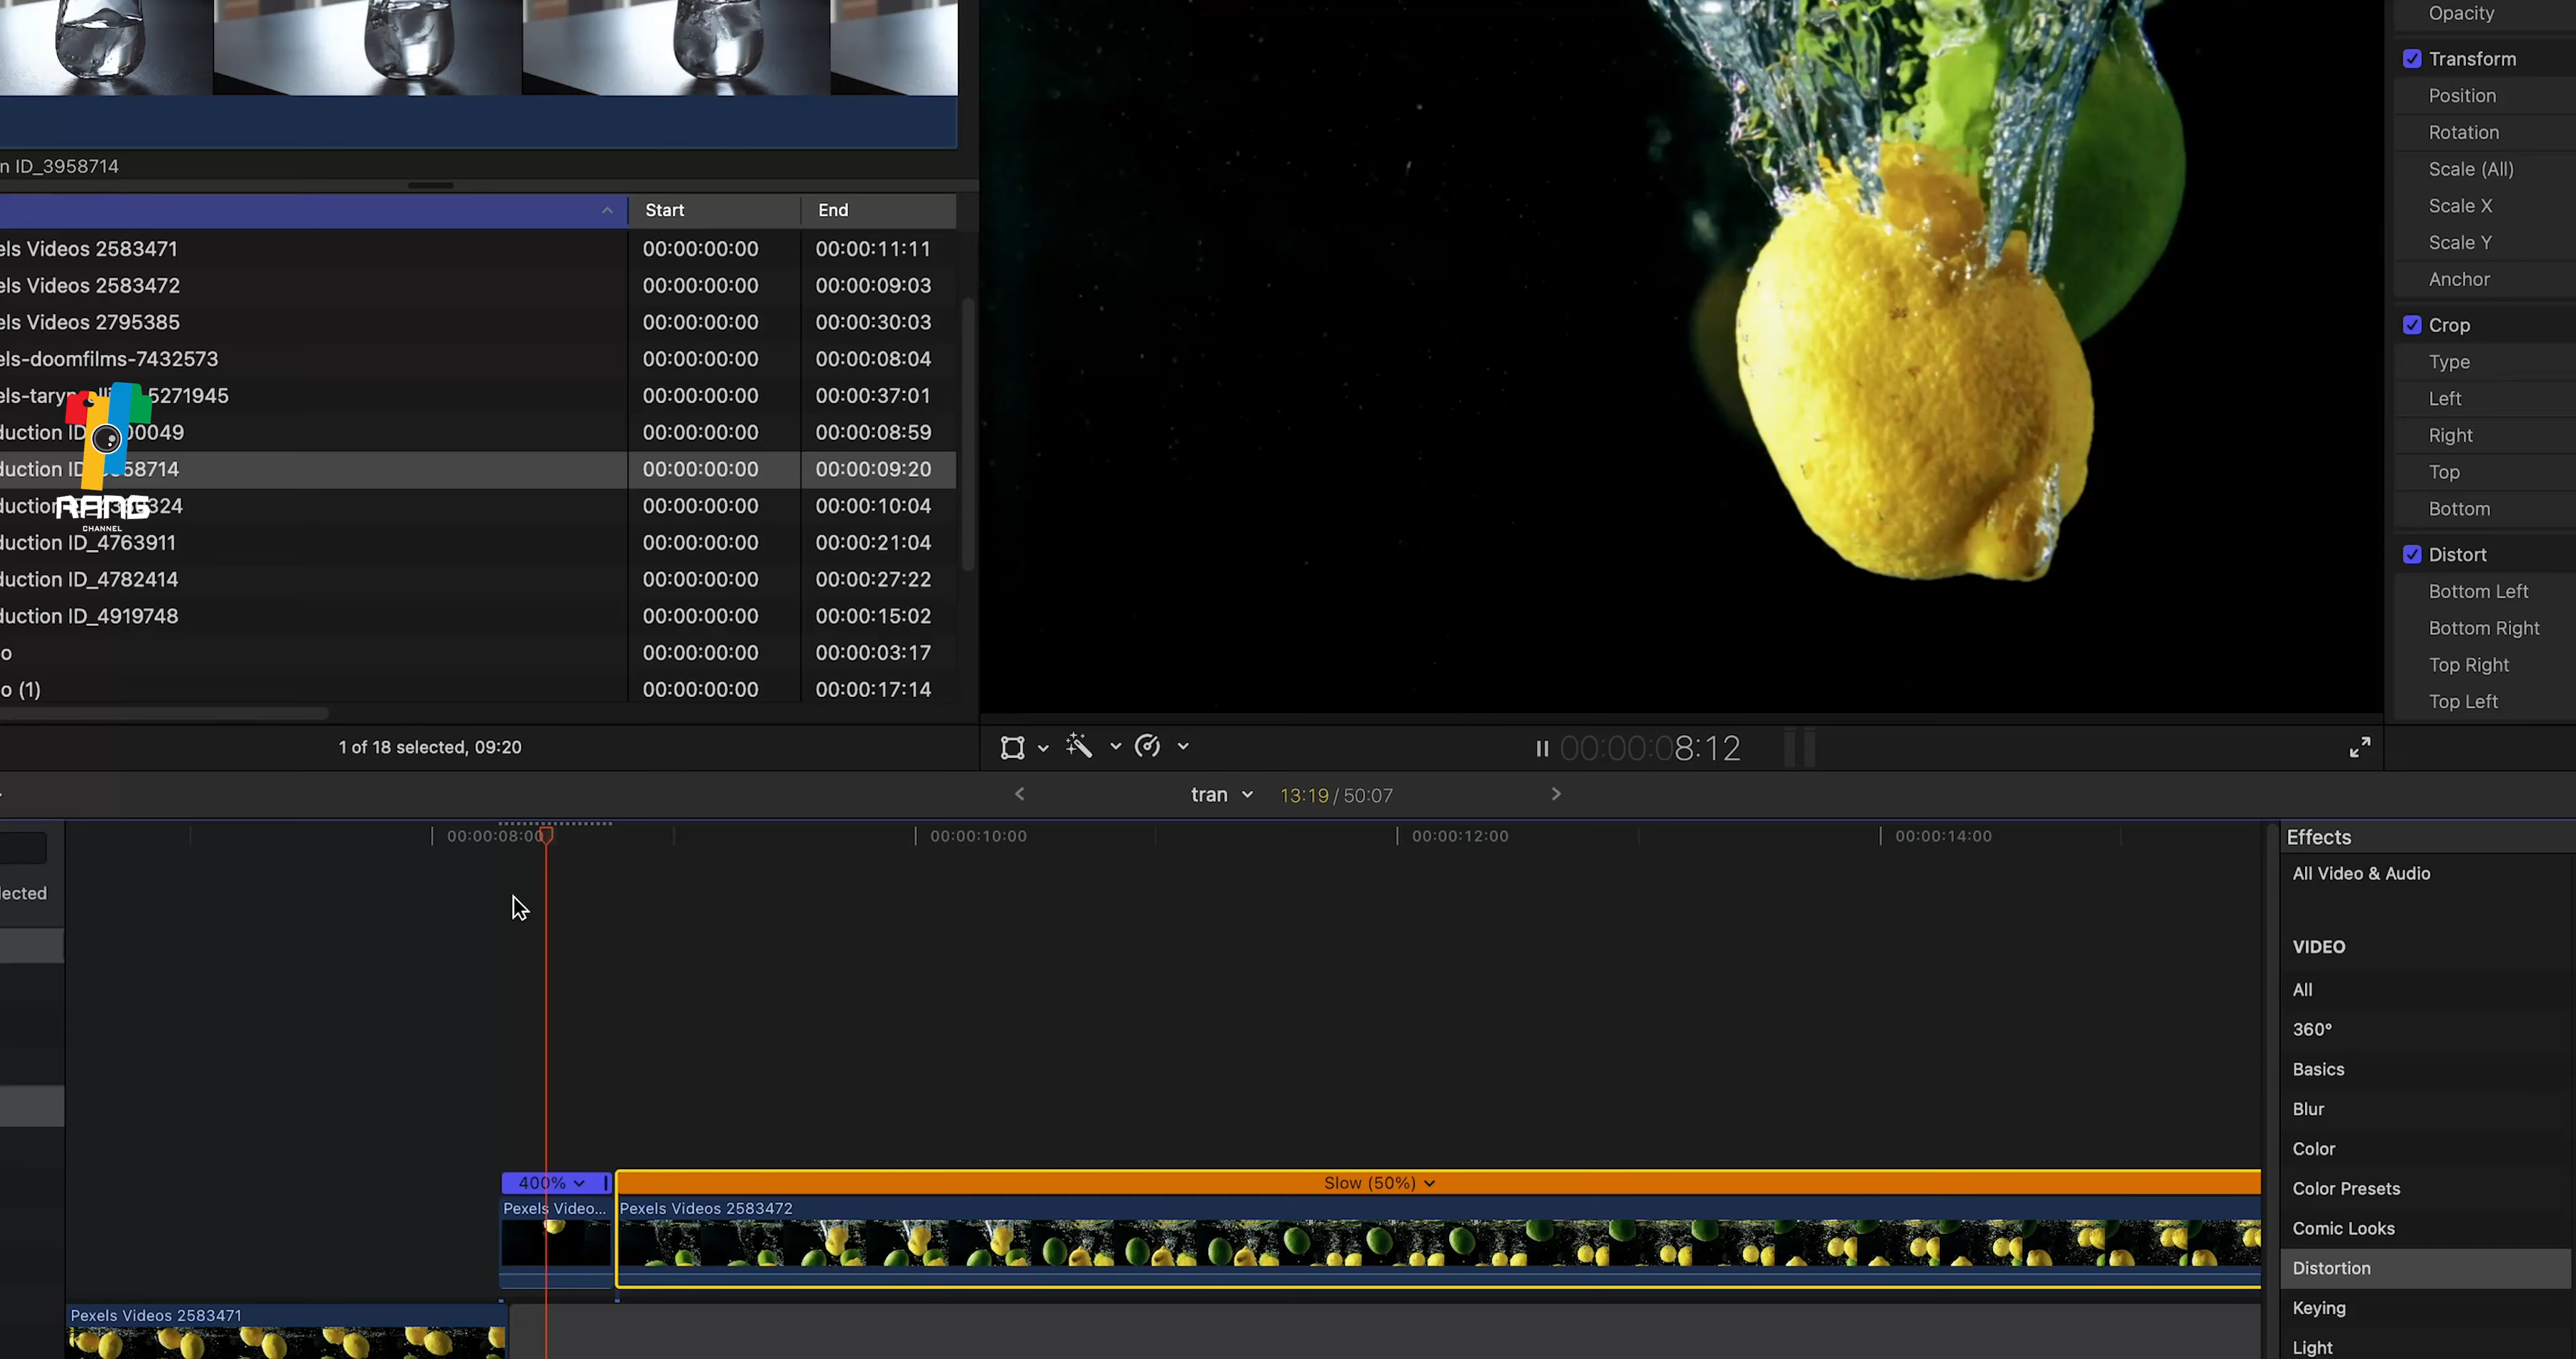 n ID_3958714
Start End
els Videos 2583471 00:00:00:00 00:00:11:11
els Videos 2583472 00:00:00:00 00:00:09:03
els Videos 2795385 00:00:00:00 00:00:30:03
els-doomfilms-7432573 00:00:00:00 00:00:08:04
els-taryn 5271945 00:00:00:00 00:00:37:01
duction ID 00049 00:00:00:00 00:00:08:59
duction ID 58714 00:00:00:00 00:00:09:20
duction ID 324 00:00:00:00 00:00:10:04
duction ID_4763911 00:00:00:00 00:00:21:04
duction ID_4782414 00:00:00:00 00:00:27:22
duction ID_4919748 00:00:00:00 00:00:15:02
o 00:00:00:00 00:00:03:17
o (1) 00:00:00:00 00:00:17:14
RANG
CHANNEL
1 of 18 selected, 09:20
00:00:08:12
Opacity
Transform
Position
Rotation
Scale (All)
Scale X
Scale Y
Anchor
Crop
Type
Left
Right
Top
Bottom
Distort
Bottom Left
Bottom Right
Top Right
Top Left
tran 13:19 / 50:07
00:00:08:00 00:00:10:00 00:00:12:00 00:00:14:00
lected
400% Slow (50%)
Pexels Video... Pexels Videos 2583472
Pexels Videos 2583471
Effects
All Video & Audio
VIDEO
All
360°
Basics
Blur
Color
Color Presets
Comic Looks
Distortion
Keying
Light